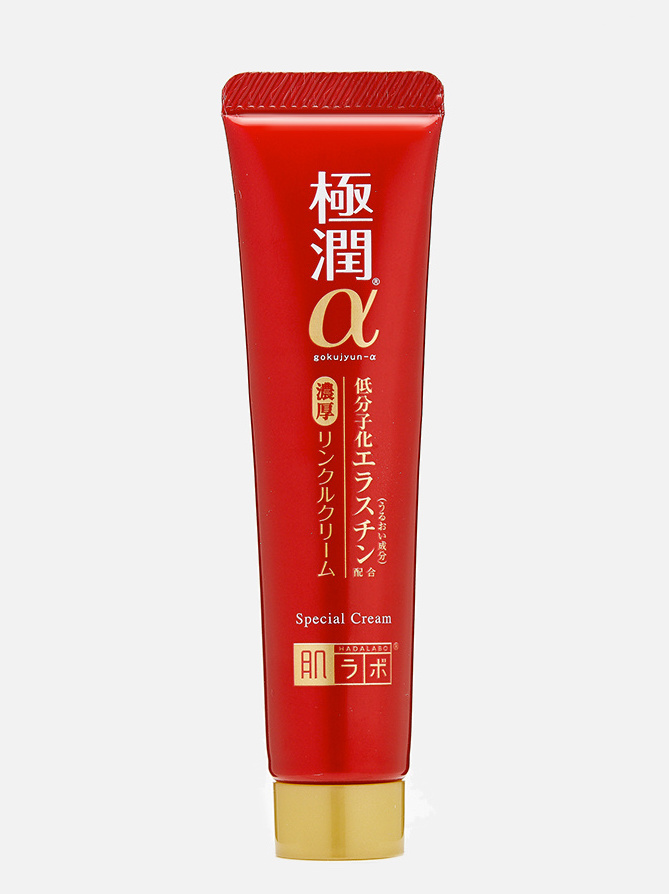 極潤®
α
gokujyun-α
低分子化エラスチン
(うるおい成分)
配合
濃厚
リンクルクリーム
Special Cream
肌ラボ®
HADALABO